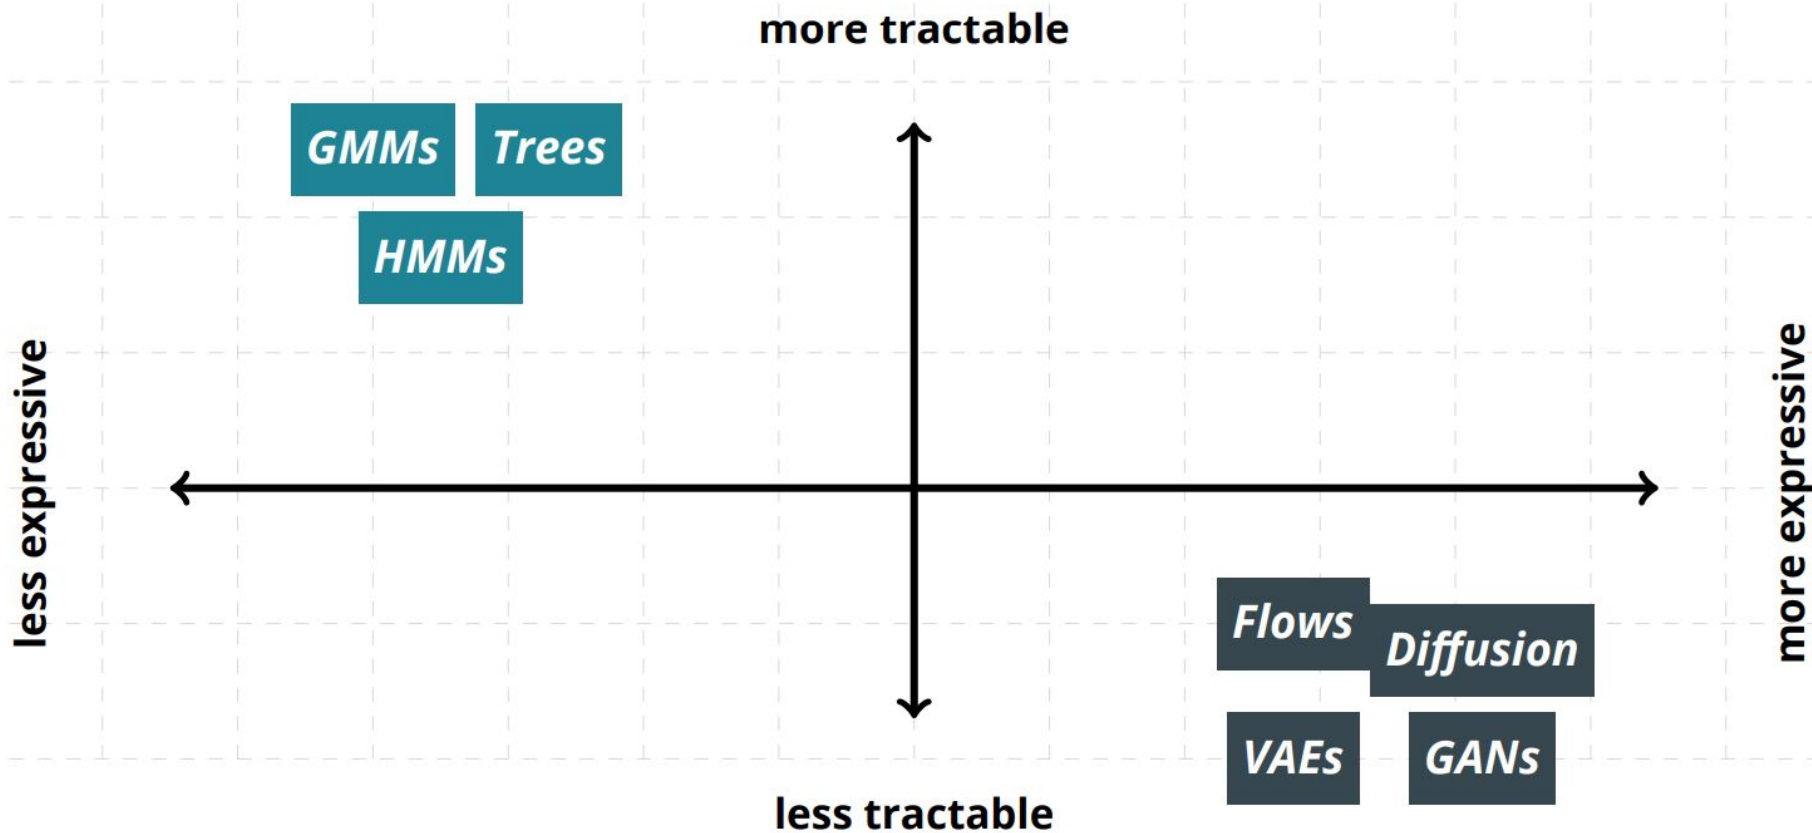 more tractable
GMMs
Trees
HMMs
less expressive
more expressive
Flows
Diffusion
VAEs
GANs
less tractable